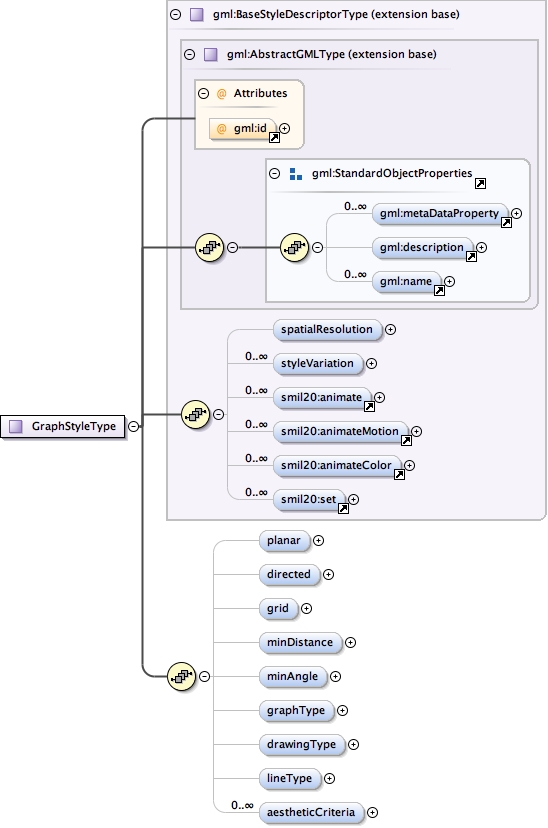 gml:BaseStyleDescriptorType (extension base)
gml:AbstractGMLType (extension base)
@ Attributes
@ gml:id
gml:StandardObjectProperties
0..∞
gml:metaDataProperty
gml:description
0..∞
gml:name
spatialResolution
0..∞
styleVariation
0..∞
smil20:animate
0..∞
smil20:animateMotion
0..∞
smil20:animateColor
0..∞
smil20:set
GraphStyleType
planar
directed
grid
minDistance
minAngle
graphType
drawingType
lineType
0..∞
aestheticCriteria